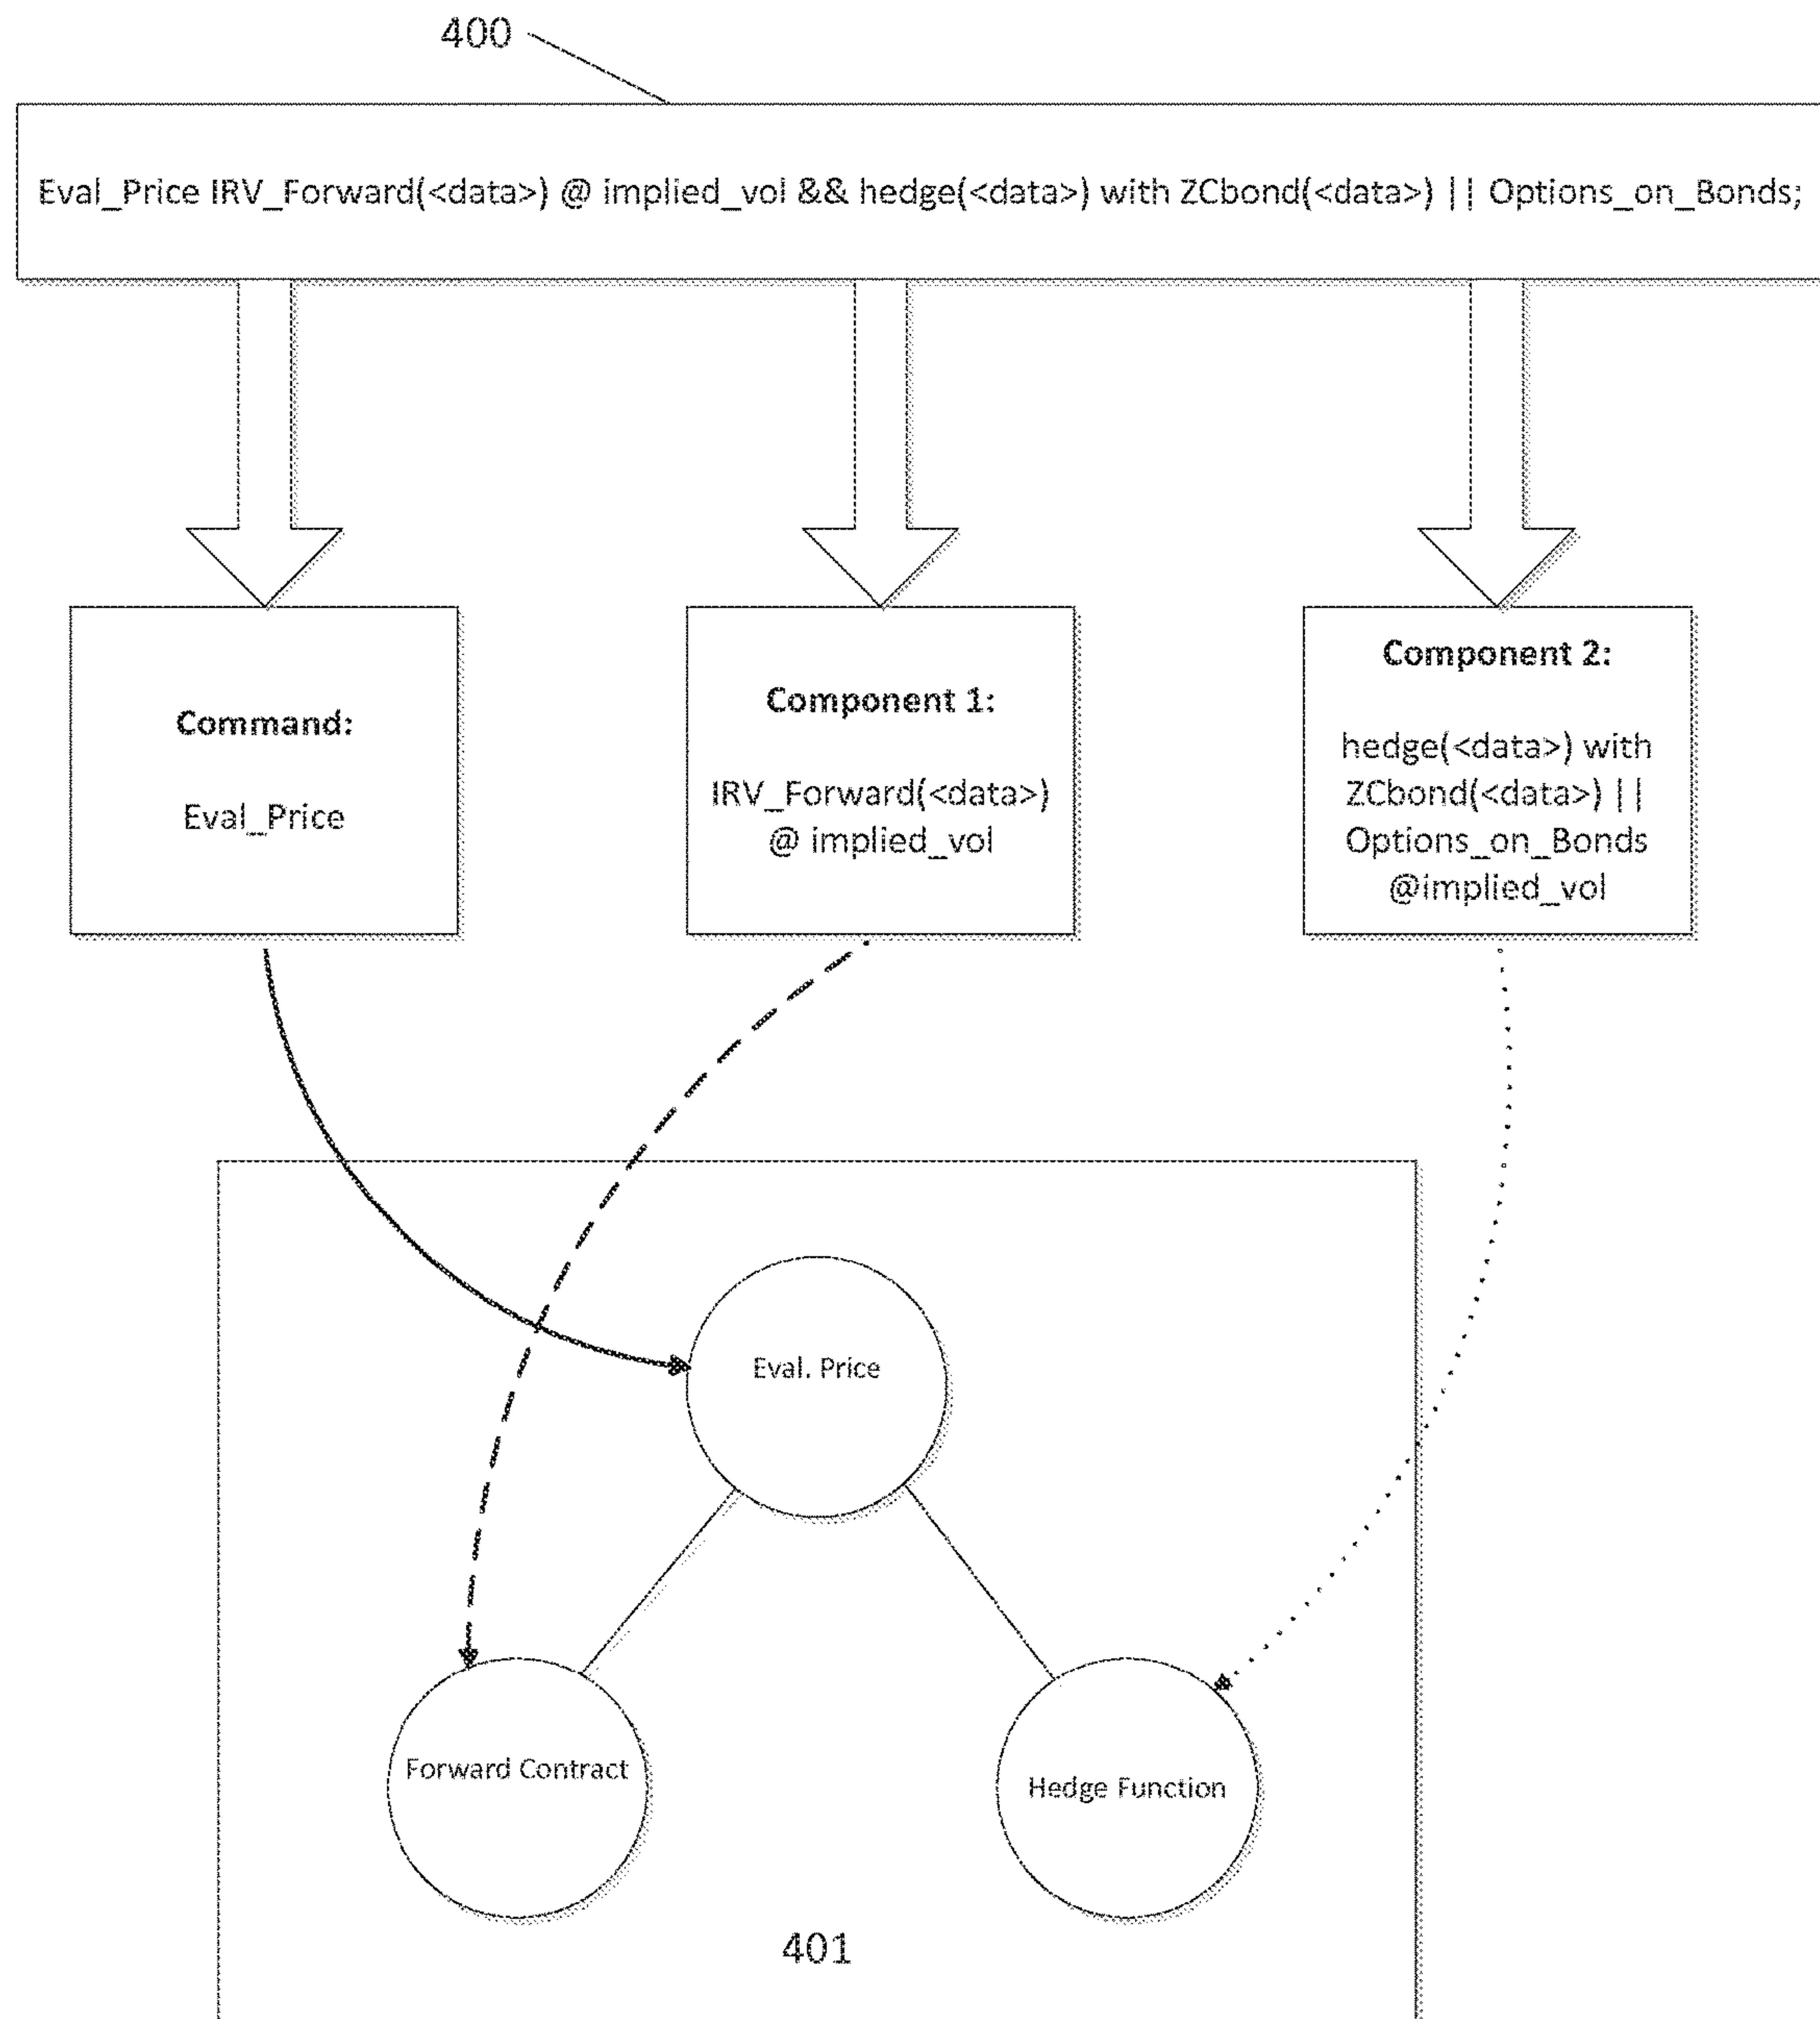 400
Eval_Price IRV_Forward(<data>) @ implied_vol && hedge(<data>) with ZCbond(<data>) || Options_on_Bonds;
Command:
Eval_Price
Component 1:
IRV_Forward(<data>)
@ implied_vol
Component 2:
hedge(<data>) with
ZCbond(<data>) ||
Options_on_Bonds
@implied_vol
Eval. Price
Forward Contract
Hedge Function
401